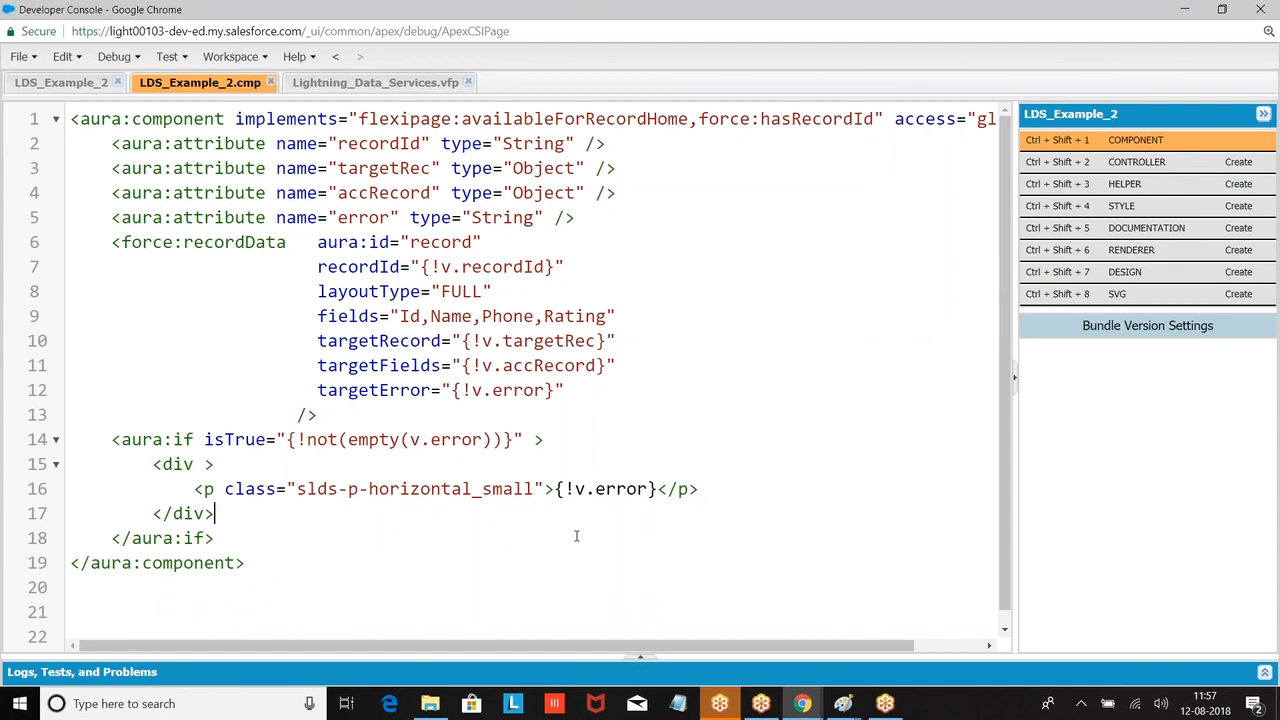 Developer Console - Google Chrome
Secure https://light00103-dev-ed.my.salesforce.com/_ui/common/apex/debug/ApexCSIPage
File Edit Debug Test Workspace Help < >
LDS_Example_2 LDS_Example_2.cmp Lightning_Data_Services.vfp
1 <aura:component implements="flexipage:availableForRecordHome,force:hasRecordId" access="gl
2 <aura:attribute name="recordId" type="String" />
3 <aura:attribute name="targetRec" type="Object" />
4 <aura:attribute name="accRecord" type="Object" />
5 <aura:attribute name="error" type="String" />
6 <force:recordData aura:id="record"
7 recordId="{!v.recordId}"
8 layoutType="FULL"
9 fields="Id,Name,Phone,Rating"
10 targetRecord="{!v.targetRec}"
11 targetFields="{!v.accRecord}"
12 targetError="{!v.error}"
13 />
14 <aura:if isTrue="{!not(empty(v.error))}" >
15 <div >
16 <p class="slds-p-horizontal_small">{!v.error}</p>
17 </div>
18 </aura:if>
19 </aura:component>
20
21
22
LDS_Example_2
Ctrl + Shift + 1 COMPONENT
Ctrl + Shift + 2 CONTROLLER Create
Ctrl + Shift + 3 HELPER Create
Ctrl + Shift + 4 STYLE Create
Ctrl + Shift + 5 DOCUMENTATION Create
Ctrl + Shift + 6 RENDERER Create
Ctrl + Shift + 7 DESIGN Create
Ctrl + Shift + 8 SVG Create
Bundle Version Settings
Logs, Tests, and Problems
Type here to search
11:57
12-08-2018